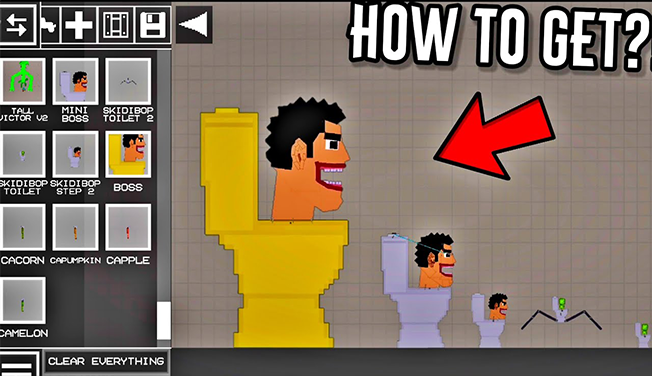 HOW TO GET?!
TALL
VICTOR V2
MINI
BOSS
SKIDIBOP
TOILET 2
SKIDIBOP
TOILET
SKIDIBOP
STEP 2
BOSS
CACORN
CAPUMPKIN
CAPPLE
CAMELON
CLEAR EVERYTHING